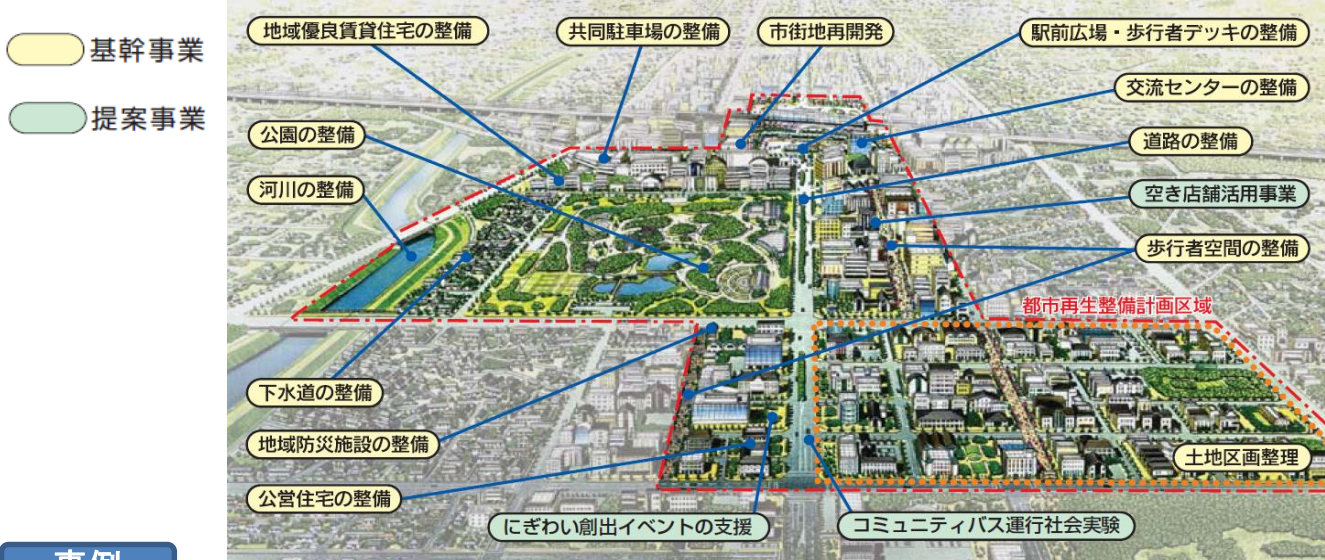 基幹事業
提案事業
地域優良賃貸住宅の整備
共同駐車場の整備
市街地再開発
駅前広場・歩行者デッキの整備
交流センターの整備
公園の整備
道路の整備
河川の整備
空き店舗活用事業
歩行者空間の整備
都市再生整備計画区域
下水道の整備
地域防災施設の整備
土地区画整理
公営住宅の整備
にぎわい創出イベントの支援
コミュニティバス運行社会実験
事例